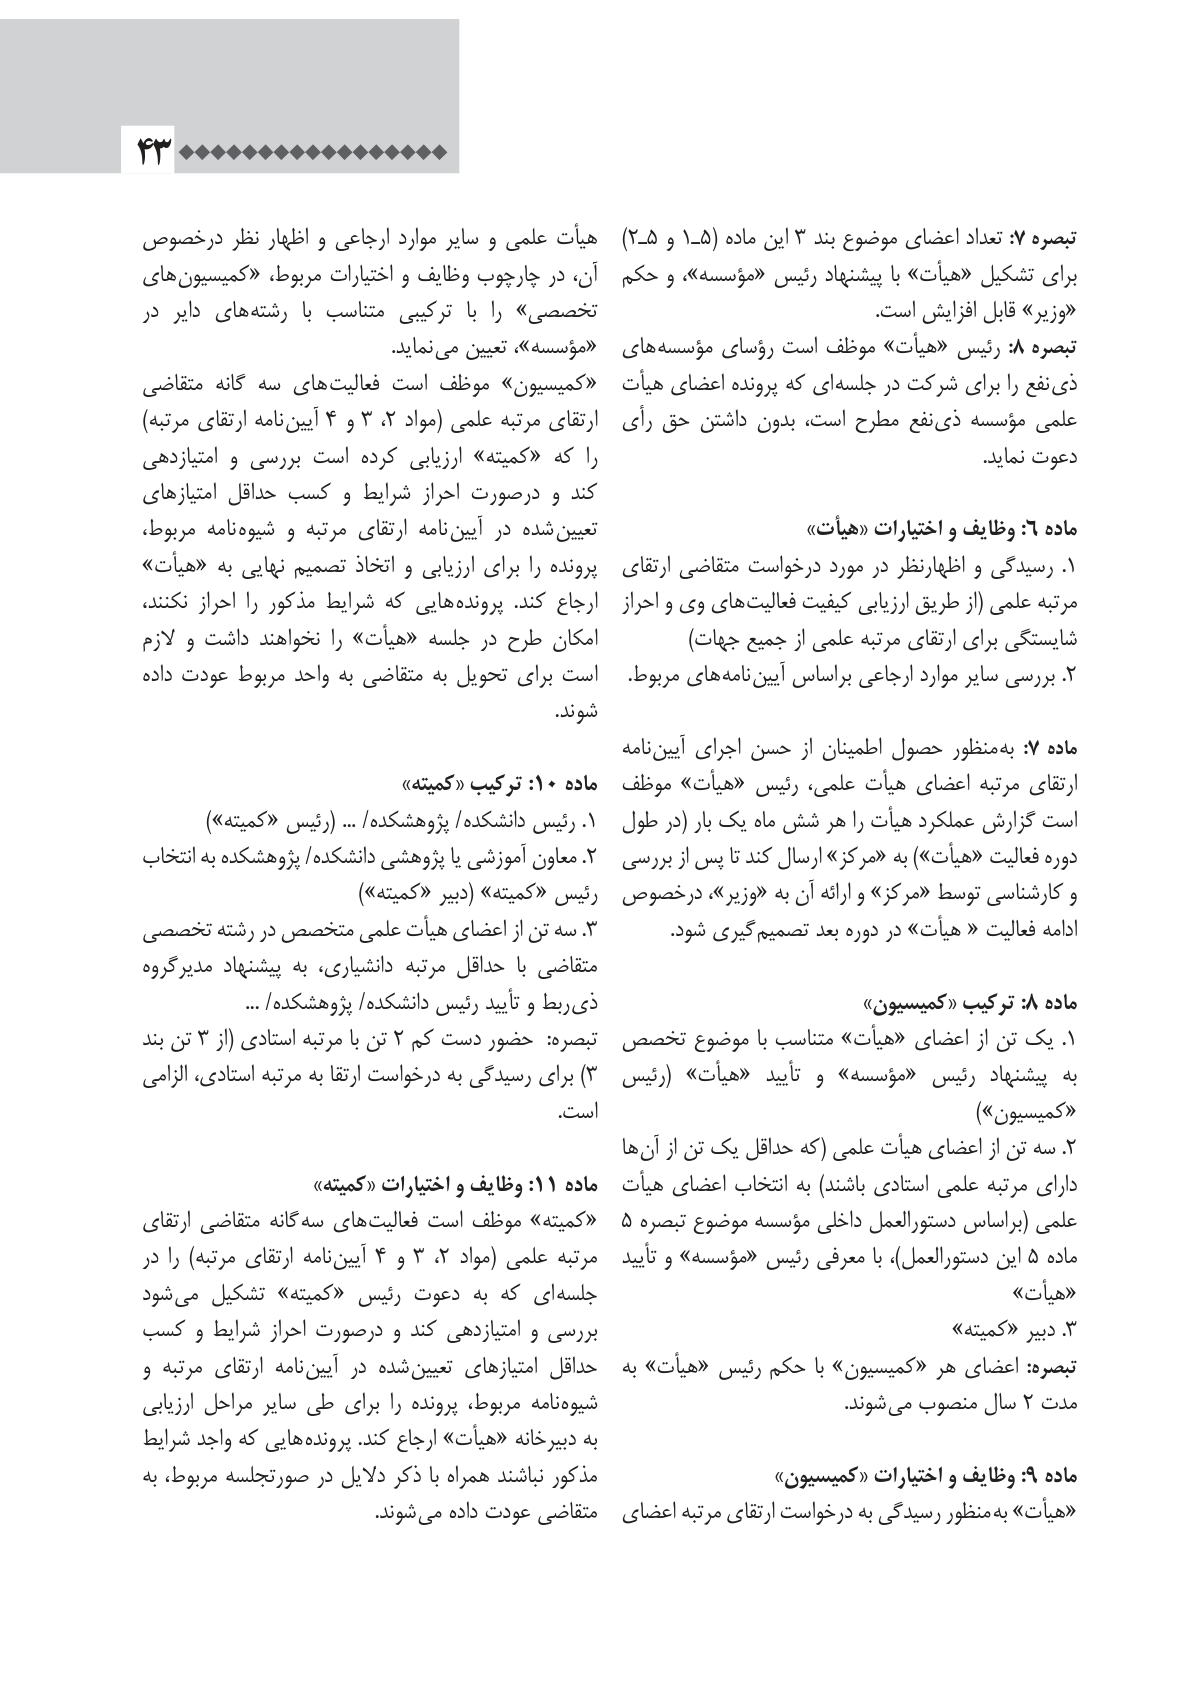 ۴۳
تبصره ۷: تعداد اعضای موضوع بند ۳ این ماده (۵ـ۱ و ۵ـ۲)
برای تشکیل «هیأت» با پیشنهاد رئیس «مؤسسه»، و حکم
«وزیر» قابل افزایش است.
تبصره ۸: رئیس «هیأت» موظف است رؤسای مؤسسه‌های
ذی‌نفع را برای شرکت در جلسه‌ای که پرونده اعضای هیأت
علمی مؤسسه ذی‌نفع مطرح است، بدون داشتن حق رأی
دعوت نماید.
ماده ۶: وظایف و اختیارات «هیأت»
۱. رسیدگی و اظهارنظر در مورد درخواست متقاضی ارتقای
مرتبه علمی (از طریق ارزیابی کیفیت فعالیت‌های وی و احراز
شایستگی برای ارتقای مرتبه علمی از جمیع جهات)
۲. بررسی سایر موارد ارجاعی براساس آیین‌نامه‌های مربوط.
ماده ۷: به‌منظور حصول اطمینان از حسن اجرای آیین‌نامه
ارتقای مرتبه اعضای هیأت علمی، رئیس «هیأت» موظف
است گزارش عملکرد هیأت را هر شش ماه یک بار (در طول
دوره فعالیت «هیأت») به «مرکز» ارسال کند تا پس از بررسی
و کارشناسی توسط «مرکز» و ارائه آن به «وزیر»، درخصوص
ادامه فعالیت « هیأت» در دوره بعد تصمیم‌گیری شود.
ماده ۸: ترکیب «کمیسیون»
۱. یک تن از اعضای «هیأت» متناسب با موضوع تخصص
به پیشنهاد رئیس «مؤسسه» و تأیید «هیأت» (رئیس
«کمیسیون»)
۲. سه تن از اعضای هیأت علمی (که حداقل یک تن از آن‌ها
دارای مرتبه علمی استادی باشند) به انتخاب اعضای هیأت
علمی (براساس دستورالعمل داخلی مؤسسه موضوع تبصره ۵
ماده ۵ این دستورالعمل)، با معرفی رئیس «مؤسسه» و تأیید
«هیأت»
۳. دبیر «کمیته»
تبصره: اعضای هر «کمیسیون» با حکم رئیس «هیأت» به
مدت ۲ سال منصوب می‌شوند.
ماده ۹: وظایف و اختیارات «کمیسیون»
«هیأت» به‌منظور رسیدگی به درخواست ارتقای مرتبه اعضای
هیأت علمی و سایر موارد ارجاعی و اظهار نظر درخصوص
آن، در چارچوب وظایف و اختیارات مربوط، «کمیسیون‌های
تخصصی» را با ترکیبی متناسب با رشته‌های دایر در
«مؤسسه»، تعیین می‌نماید.
«کمیسیون» موظف است فعالیت‌های سه گانه متقاضی
ارتقای مرتبه علمی (مواد ۲، ۳ و ۴ آیین‌نامه ارتقای مرتبه)
را که «کمیته» ارزیابی کرده است بررسی و امتیازدهی
کند و درصورت احراز شرایط و کسب حداقل امتیازهای
تعیین‌شده در آیین‌نامه ارتقای مرتبه و شیوه‌نامه مربوط،
پرونده را برای ارزیابی و اتخاذ تصمیم نهایی به «هیأت»
ارجاع کند. پرونده‌هایی که شرایط مذکور را احراز نکنند،
امکان طرح در جلسه «هیأت» را نخواهند داشت و لازم
است برای تحویل به متقاضی به واحد مربوط عودت داده
شوند.
ماده ۱۰: ترکیب «کمیته»
۱. رئیس دانشکده/ پژوهشکده/ ... (رئیس «کمیته»)
۲. معاون آموزشی یا پژوهشی دانشکده/ پژوهشکده به انتخاب
رئیس «کمیته» (دبیر «کمیته»)
۳. سه تن از اعضای هیأت علمی متخصص در رشته تخصصی
متقاضی با حداقل مرتبه دانشیاری، به پیشنهاد مدیرگروه
ذی‌ربط و تأیید رئیس دانشکده/ پژوهشکده/ ...
تبصره: حضور دست کم ۲ تن با مرتبه استادی (از ۳ تن بند
۳) برای رسیدگی به درخواست ارتقا به مرتبه استادی، الزامی
است.
ماده ۱۱: وظایف و اختیارات «کمیته»
«کمیته» موظف است فعالیت‌های سه‌گانه متقاضی ارتقای
مرتبه علمی (مواد ۲، ۳ و ۴ آیین‌نامه ارتقای مرتبه) را در
جلسه‌ای که به دعوت رئیس «کمیته» تشکیل می‌شود
بررسی و امتیازدهی کند و درصورت احراز شرایط و کسب
حداقل امتیازهای تعیین‌شده در آیین‌نامه ارتقای مرتبه و
شیوه‌نامه مربوط، پرونده را برای طی سایر مراحل ارزیابی
به دبیرخانه «هیأت» ارجاع کند. پرونده‌هایی که واجد شرایط
مذکور نباشند همراه با ذکر دلایل در صورتجلسه مربوط، به
متقاضی عودت داده می‌شوند.